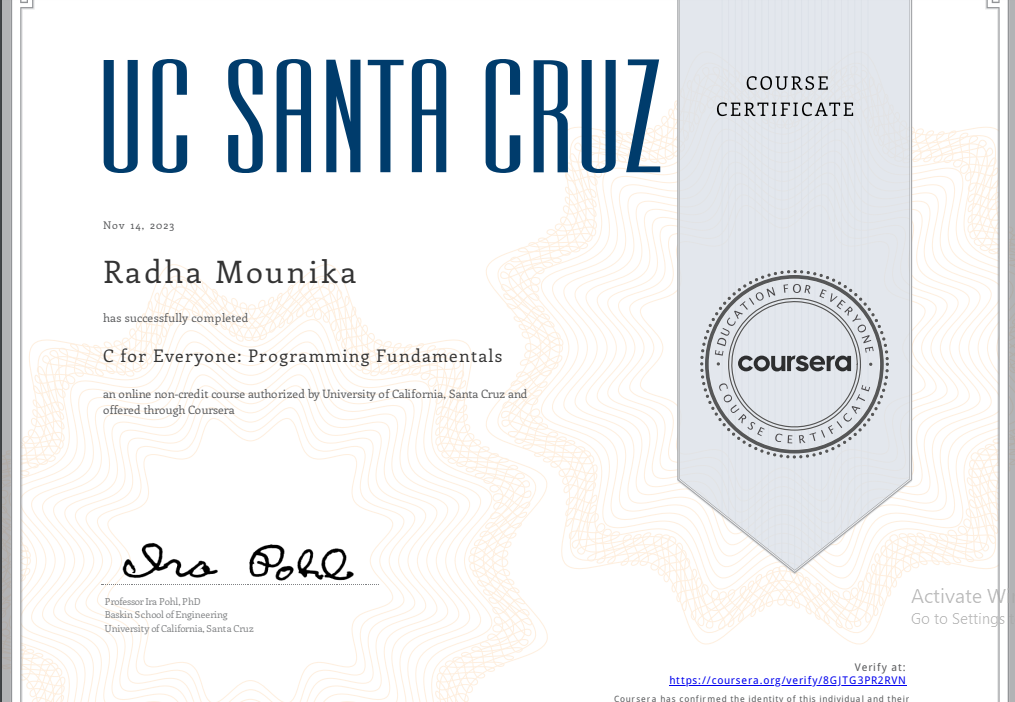 UC SANTA CRUZ
COURSE
CERTIFICATE
Nov 14, 2023
Radha Mounika
has successfully completed
C for Everyone: Programming Fundamentals
an online non-credit course authorized by University of California, Santa Cruz and
offered through Coursera
EDUCATION FOR EVERYONE
coursera
COURSE CERTIFICATE
Ira Pohl
Professor Ira Pohl, PhD
Baskin School of Engineering
University of California, Santa Cruz
Activate W
Go to Settings
Verify at:
https://coursera.org/verify/8GJTG3PR2RVN
Coursera has confirmed the identity of this individual and their